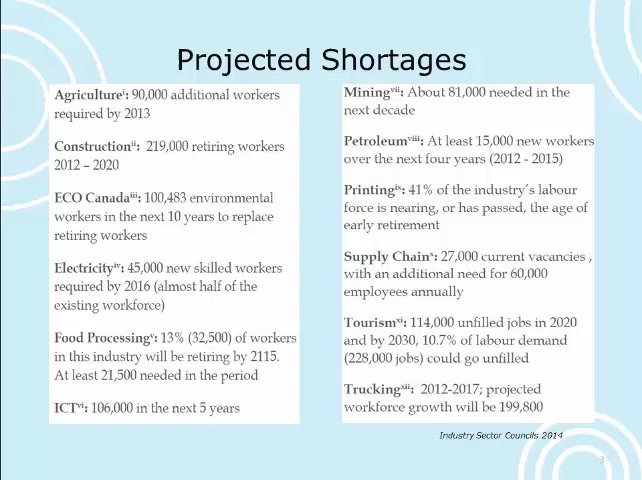 Projected Shortages
Agricultureⁱ: 90,000 additional workers
required by 2013
Constructionⁱⁱ: 219,000 retiring workers
2012 – 2020
ECO Canadaⁱⁱⁱ: 100,483 environmental
workers in the next 10 years to replace
retiring workers
Electricityⁱᵛ: 45,000 new skilled workers
required by 2016 (almost half of the
existing workforce)
Food Processingᵛ: 13% (32,500) of workers
in this industry will be retiring by 2115.
At least 21,500 needed in the period
ICTᵛⁱ: 106,000 in the next 5 years
Miningᵛⁱⁱ: About 81,000 needed in the
next decade
Petroleumᵛⁱⁱⁱ: At least 15,000 new workers
over the next four years (2012 - 2015)
Printingⁱˣ: 41% of the industry's labour
force is nearing, or has passed, the age of
early retirement
Supply Chainˣ: 27,000 current vacancies ,
with an additional need for 60,000
employees annually
Tourismˣⁱ: 114,000 unfilled jobs in 2020
and by 2030, 10.7% of labour demand
(228,000 jobs) could go unfilled
Truckingˣⁱⁱ: 2012-2017; projected
workforce growth will be 199,800
Industry Sector Councils 2014
3